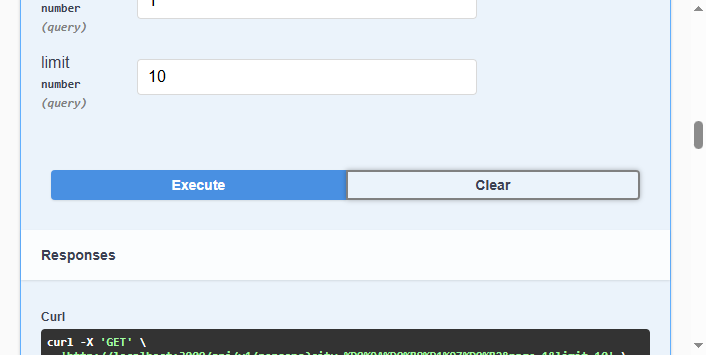 number
(query)
limit
number
10
(query)
Execute
Clear
Responses
Curl
curl -X 'GET' \